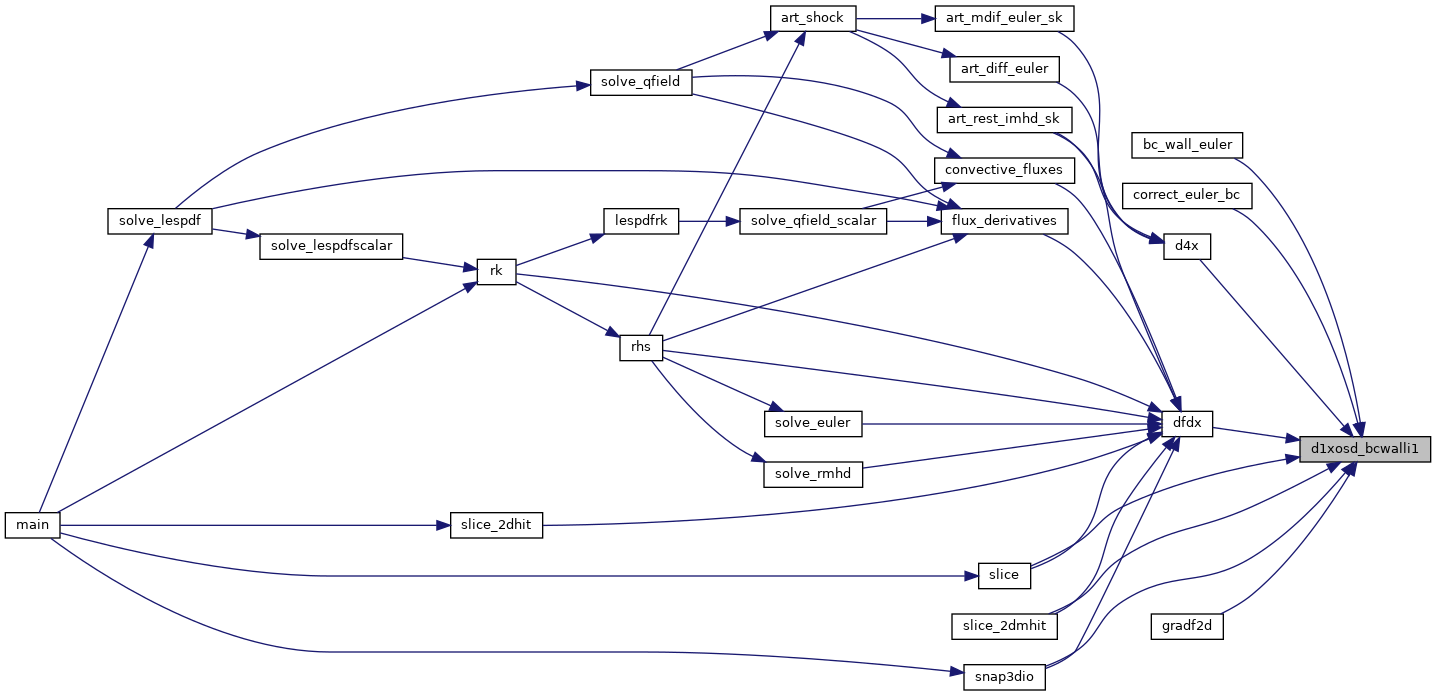 art_shock
art_mdif_euler_sk
art_diff_euler
solve_qfield
art_rest_imhd_sk
bc_wall_euler
convective_fluxes
correct_euler_bc
solve_lespdf
lespdfrk
solve_qfield_scalar
flux_derivatives
solve_lespdfscalar
d4x
rk
rhs
solve_euler
dfdx
d1xosd_bcwalli1
solve_rmhd
main
slice_2dhit
slice
slice_2dmhit
gradf2d
snap3dio